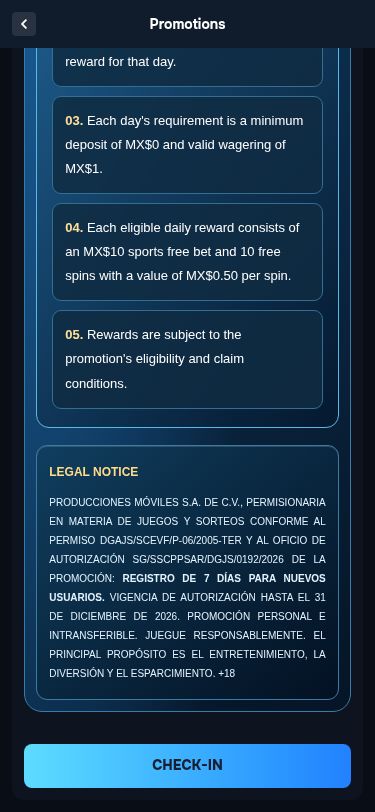 Promotions
reward for that day.
03. Each day's requirement is a minimum
deposit of MX$0 and valid wagering of
MX$1.
04. Each eligible daily reward consists of
an MX$10 sports free bet and 10 free
spins with a value of MX$0.50 per spin.
05. Rewards are subject to the
promotion's eligibility and claim
conditions.
LEGAL NOTICE
PRODUCCIONES MÓVILES S.A. DE C.V., PERMISIONARIA
EN MATERIA DE JUEGOS Y SORTEOS CONFORME AL
PERMISO DGAJS/SCEVF/P-06/2005-TER Y AL OFICIO DE
AUTORIZACIÓN SG/SSCPPSAR/DGJS/0192/2026 DE LA
PROMOCIÓN: REGISTRO DE 7 DÍAS PARA NUEVOS
USUARIOS. VIGENCIA DE AUTORIZACIÓN HASTA EL 31
DE DICIEMBRE DE 2026. PROMOCIÓN PERSONAL E
INTRANSFERIBLE. JUEGUE RESPONSABLEMENTE. EL
PRINCIPAL PROPÓSITO ES EL ENTRETENIMIENTO, LA
DIVERSIÓN Y EL ESPARCIMIENTO. +18
CHECK-IN